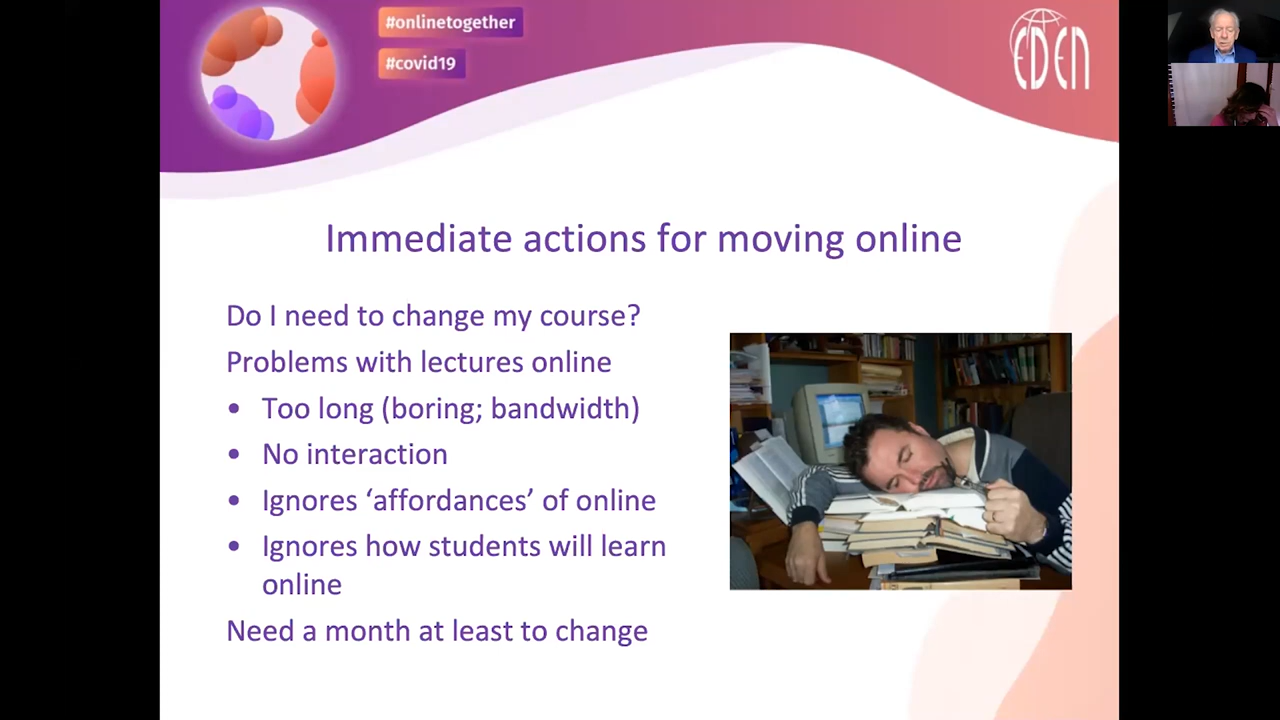 #onlinetogether
#covid19
EDEN
Immediate actions for moving online
Do I need to change my course?
Problems with lectures online
• Too long (boring; bandwidth)
• No interaction
• Ignores ‘affordances’ of online
• Ignores how students will learn
online
Need a month at least to change